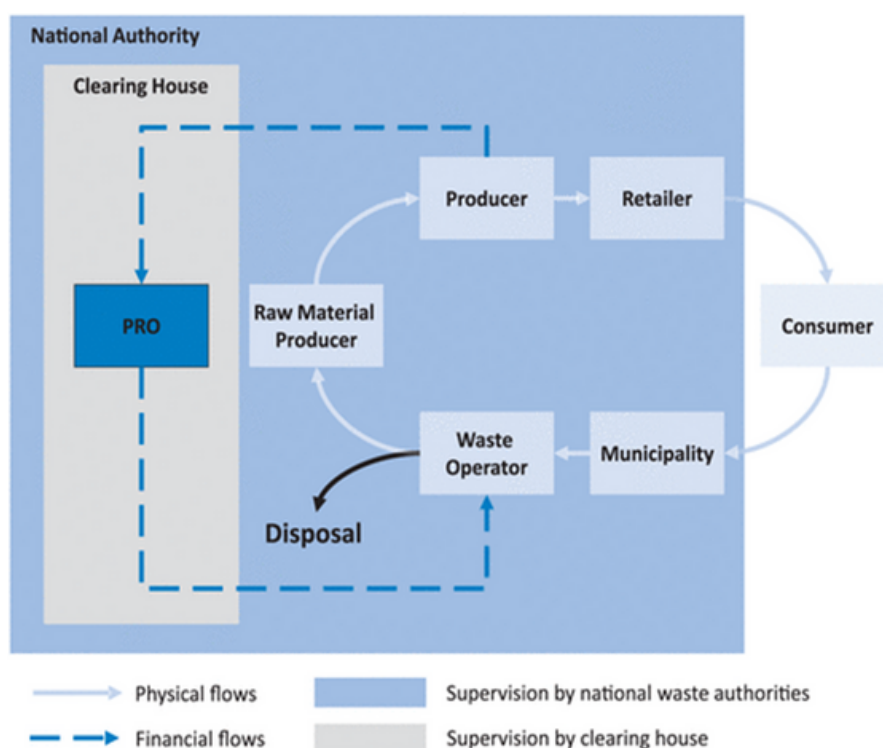 National Authority
Clearing House
Producer
Retailer
PRO
Raw Material
Producer
Consumer
Waste
Operator
Municipality
Disposal
Physical flows
Supervision by national waste authorities
Financial flows
Supervision by clearing house